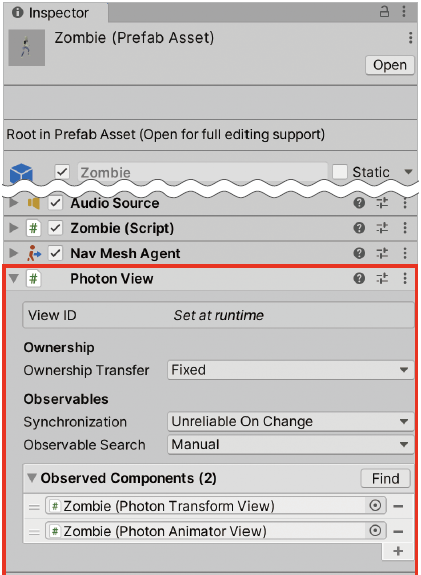 Inspector
Zombie (Prefab Asset)
Open
Root in Prefab Asset (Open for full editing support)
Zombie Static
Audio Source
# Zombie (Script)
Nav Mesh Agent
# Photon View
View ID Set at runtime
Ownership
Ownership Transfer Fixed
Observables
Synchronization Unreliable On Change
Observable Search Manual
Observed Components (2) Find
# Zombie (Photon Transform View)
# Zombie (Photon Animator View)